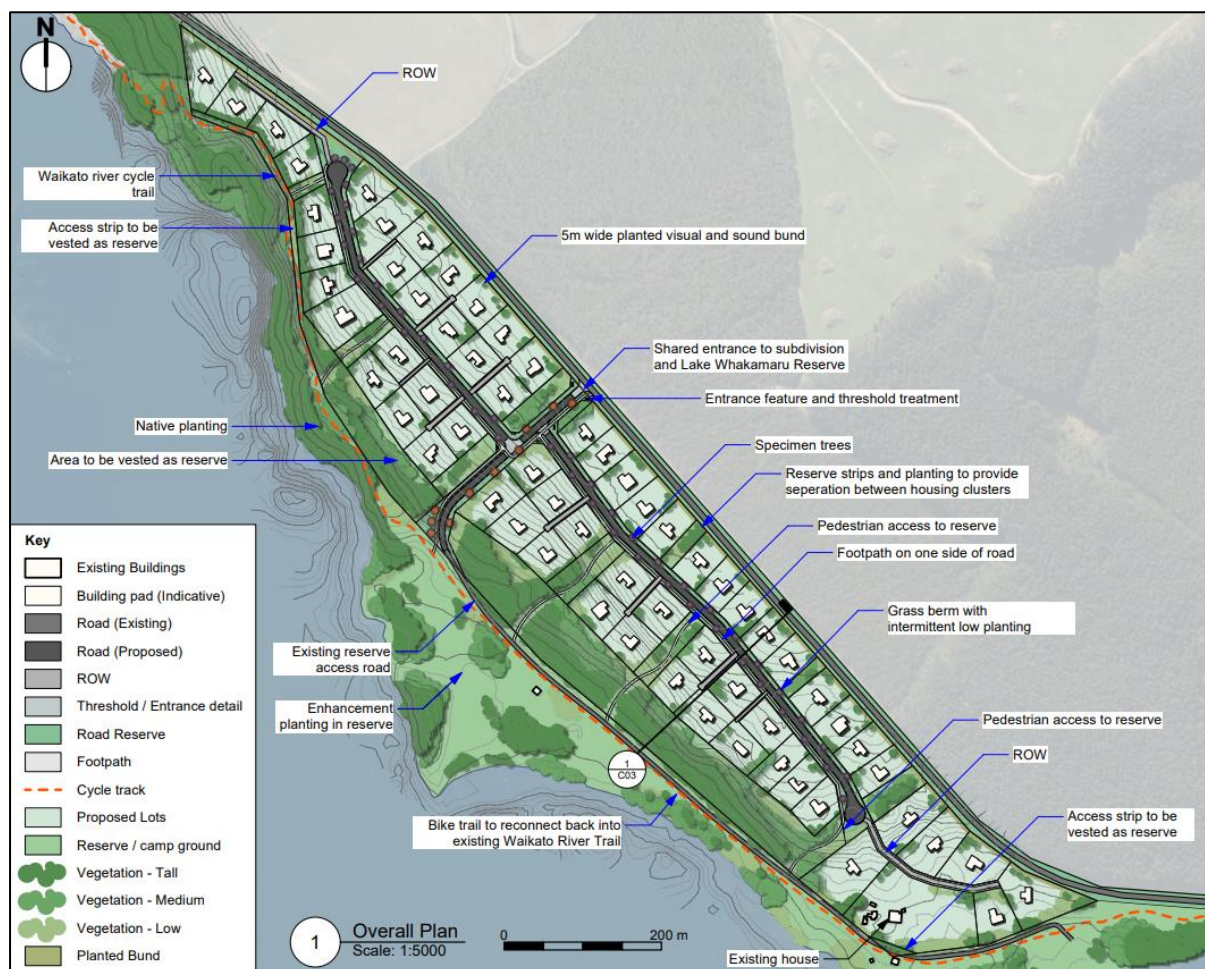 N
ROW
Waikato river cycle
trail
Access strip to be
vested as reserve
5m wide planted visual and sound bund
Shared entrance to subdivision
and Lake Whakamaru Reserve
Entrance feature and threshold treatment
Native planting
Area to be vested as reserve
Specimen trees
Reserve strips and planting to provide
seperation between housing clusters
Pedestrian access to reserve
Footpath on one side of road
Grass berm with
intermittent low planting
Existing reserve
access road
Enhancement
planting in reserve
Pedestrian access to reserve
ROW
1
C03
Bike trail to reconnect back into
existing Waikato River Trail
Access strip to be
vested as reserve
Existing house
Key
Existing Buildings
Building pad (Indicative)
Road (Existing)
Road (Proposed)
ROW
Threshold / Entrance detail
Road Reserve
Footpath
Cycle track
Proposed Lots
Reserve / camp ground
Vegetation - Tall
Vegetation - Medium
Vegetation - Low
Planted Bund
1
Overall Plan
Scale: 1:5000
0
200 m